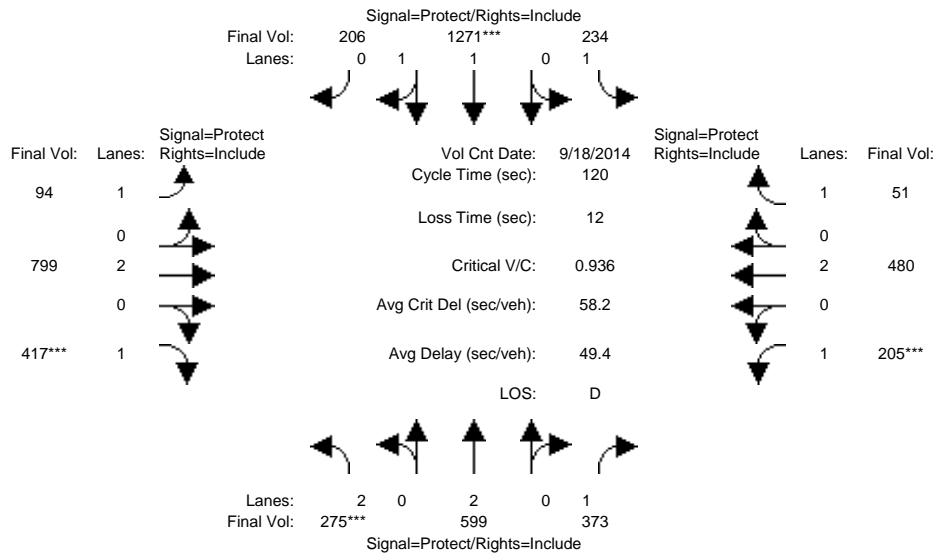 Signal=Protect/Rights=Include
Final Vol: 206 1271*** 234
Lanes: 0 1 1 0 1
Signal=Protect
Final Vol: Lanes: Rights=Include
Vol Cnt Date: 9/18/2014
Signal=Protect
Rights=Include Lanes: Final Vol:
Cycle Time (sec): 120
94 1
1 51
Loss Time (sec): 12
0
0
799 2
Critical V/C: 0.936
2 480
0
Avg Crit Del (sec/veh): 58.2
0
417*** 1
Avg Delay (sec/veh): 49.4
1 205***
LOS: D
Lanes: 2 0 2 0 1
Final Vol: 275*** 599 373
Signal=Protect/Rights=Include